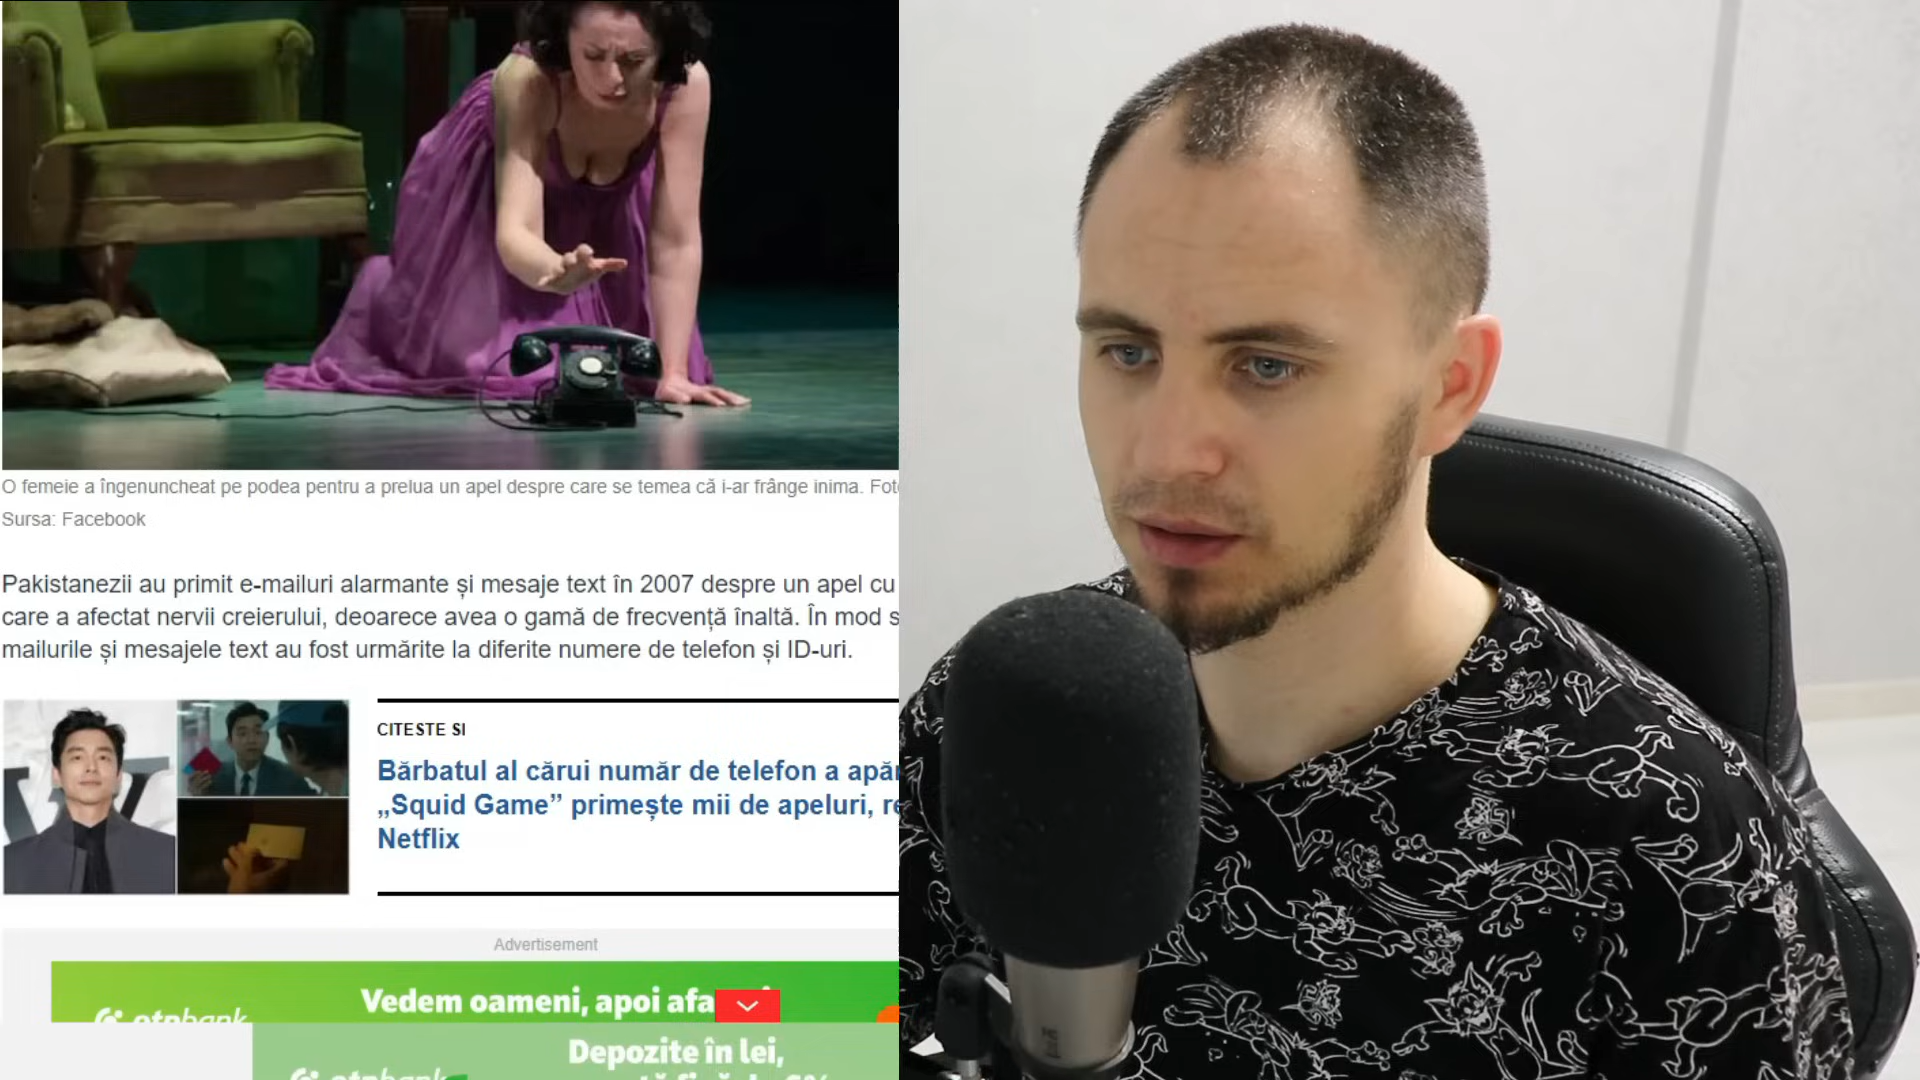 O femeie a îngenuncheat pe podea pentru a prelua un apel despre care se temea că i-ar frânge inima.
Sursa: Facebook
Pakistanezii au primit e-mailuri alarmante și mesaje text în 2007 despre un apel cu
care a afectat nervii creierului, deoarece avea o gamă de frecvență înaltă. În mod
mailurile și mesajele text au fost urmărite la diferite numere de telefon și ID-uri.
CITESTE SI
Bărbatul al cărui număr de telefon a
„Squid Game” primește mii de apeluri,
Netflix
Advertisement
Vedem oameni, apoi
otpbank
Depozite în lei,
otpbank